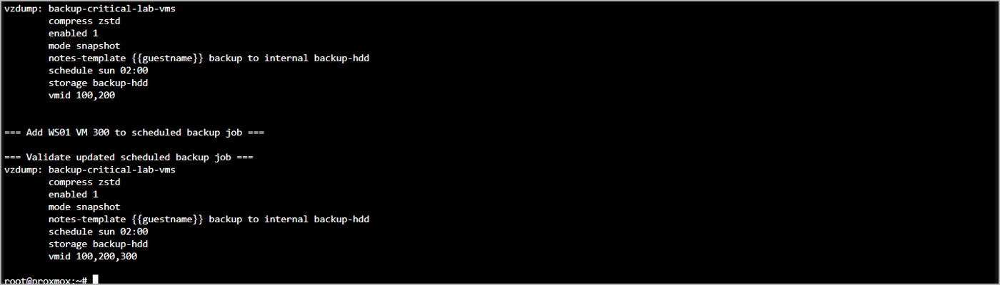 vzdump: backup-critical-lab-vms
        compress zstd
        enabled 1
        mode snapshot
        notes-template {{guestname}} backup to internal backup-hdd
        schedule sun 02:00
        storage backup-hdd
        vmid 100,200
=== Add WS01 VM 300 to scheduled backup job ===
=== Validate updated scheduled backup job ===
vzdump: backup-critical-lab-vms
        compress zstd
        enabled 1
        mode snapshot
        notes-template {{guestname}} backup to internal backup-hdd
        schedule sun 02:00
        storage backup-hdd
        vmid 100,200,300
root@proxmox:~#